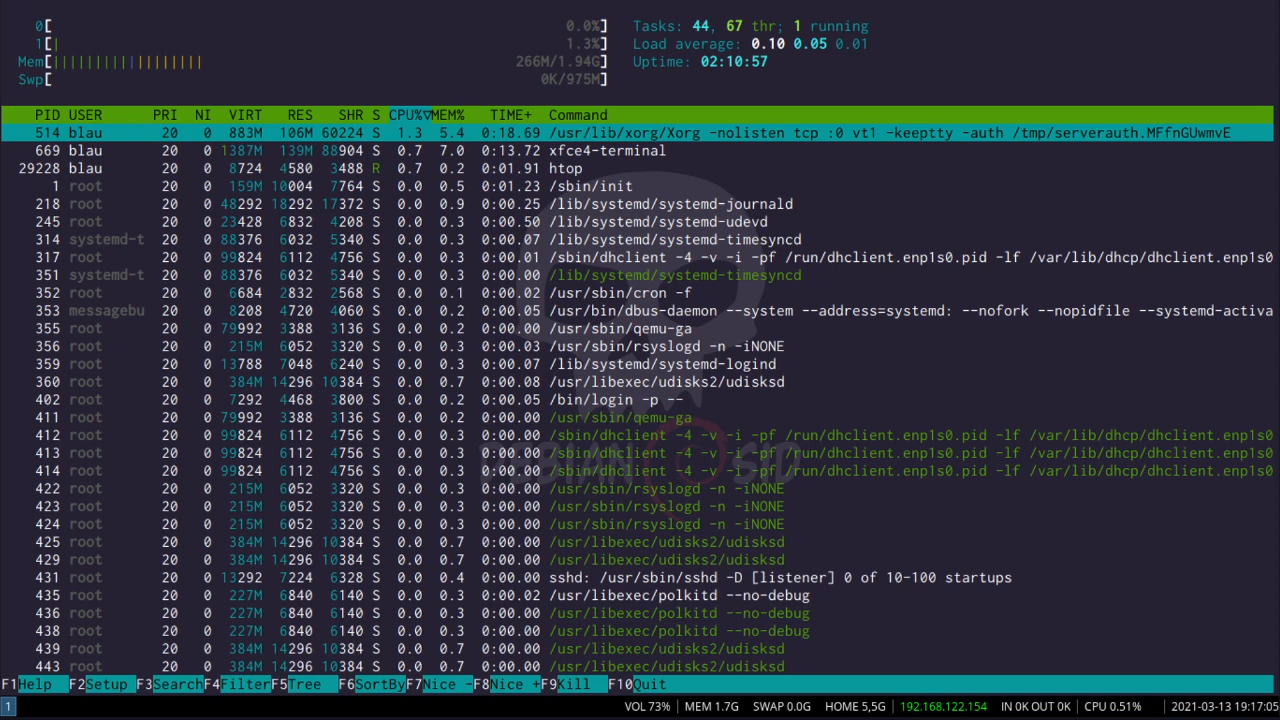 0[ 0.0%] Tasks: 44, 67 thr; 1 running
1[| 1.3%] Load average: 0.10 0.05 0.01
Mem[||||||||||||||||||| 266M/1.94G] Uptime: 02:10:57
Swp[ 0K/975M]
PID USER PRI NI VIRT RES SHR S CPU%▽MEM% TIME+ Command
514 blau 20 0 883M 106M 60224 S 1.3 5.4 0:18.69 /usr/lib/xorg/Xorg -nolisten tcp :0 vt1 -keeptty -auth /tmp/serverauth.MFfnGUwmvE
669 blau 20 0 1387M 139M 88904 S 0.7 7.0 0:13.72 xfce4-terminal
29228 blau 20 0 8724 4580 3488 R 0.7 0.2 0:01.91 htop
1 root 20 0 159M 10004 7764 S 0.0 0.5 0:01.23 /sbin/init
218 root 20 0 48292 18292 17372 S 0.0 0.9 0:00.25 /lib/systemd/systemd-journald
245 root 20 0 23428 6832 4208 S 0.0 0.3 0:00.50 /lib/systemd/systemd-udevd
314 systemd-t 20 0 88376 6032 5340 S 0.0 0.3 0:00.07 /lib/systemd/systemd-timesyncd
317 root 20 0 99824 6112 4756 S 0.0 0.3 0:00.01 /sbin/dhclient -4 -v -i -pf /run/dhclient.enp1s0.pid -lf /var/lib/dhcp/dhclient.enp1s0
351 systemd-t 20 0 88376 6032 5340 S 0.0 0.3 0:00.00 /lib/systemd/systemd-timesyncd
352 root 20 0 6684 2832 2568 S 0.0 0.1 0:00.02 /usr/sbin/cron -f
353 messagebu 20 0 8208 4720 4060 S 0.0 0.2 0:00.05 /usr/bin/dbus-daemon --system --address=systemd: --nofork --nopidfile --systemd-activa
355 root 20 0 79992 3388 3136 S 0.0 0.2 0:00.00 /usr/sbin/qemu-ga
356 root 20 0 215M 6052 3320 S 0.0 0.3 0:00.03 /usr/sbin/rsyslogd -n -iNONE
359 root 20 0 13788 7048 6240 S 0.0 0.3 0:00.07 /lib/systemd/systemd-logind
360 root 20 0 384M 14296 10384 S 0.0 0.7 0:00.08 /usr/libexec/udisks2/udisksd
402 root 20 0 7292 4468 3800 S 0.0 0.2 0:00.05 /bin/login -p --
411 root 20 0 79992 3388 3136 S 0.0 0.2 0:00.00 /usr/sbin/qemu-ga
412 root 20 0 99824 6112 4756 S 0.0 0.3 0:00.00 /sbin/dhclient -4 -v -i -pf /run/dhclient.enp1s0.pid -lf /var/lib/dhcp/dhclient.enp1s0
413 root 20 0 99824 6112 4756 S 0.0 0.3 0:00.00 /sbin/dhclient -4 -v -i -pf /run/dhclient.enp1s0.pid -lf /var/lib/dhcp/dhclient.enp1s0
414 root 20 0 99824 6112 4756 S 0.0 0.3 0:00.00 /sbin/dhclient -4 -v -i -pf /run/dhclient.enp1s0.pid -lf /var/lib/dhcp/dhclient.enp1s0
DEBIAN SID
422 root 20 0 215M 6052 3320 S 0.0 0.3 0:00.00 /usr/sbin/rsyslogd -n -iNONE
423 root 20 0 215M 6052 3320 S 0.0 0.3 0:00.00 /usr/sbin/rsyslogd -n -iNONE
424 root 20 0 215M 6052 3320 S 0.0 0.3 0:00.00 /usr/sbin/rsyslogd -n -iNONE
425 root 20 0 384M 14296 10384 S 0.0 0.7 0:00.00 /usr/libexec/udisks2/udisksd
429 root 20 0 384M 14296 10384 S 0.0 0.7 0:00.00 /usr/libexec/udisks2/udisksd
431 root 20 0 13292 7224 6328 S 0.0 0.4 0:00.00 sshd: /usr/sbin/sshd -D [listener] 0 of 10-100 startups
435 root 20 0 227M 6840 6140 S 0.0 0.3 0:00.02 /usr/libexec/polkitd --no-debug
436 root 20 0 227M 6840 6140 S 0.0 0.3 0:00.00 /usr/libexec/polkitd --no-debug
438 root 20 0 227M 6840 6140 S 0.0 0.3 0:00.00 /usr/libexec/polkitd --no-debug
439 root 20 0 384M 14296 10384 S 0.0 0.7 0:00.00 /usr/libexec/udisks2/udisksd
443 root 20 0 384M 14296 10384 S 0.0 0.7 0:00.00 /usr/libexec/udisks2/udisksd
F1Help F2Setup F3SearchF4FilterF5Tree F6SortByF7Nice -F8Nice +F9Kill F10Quit
1 VOL 73% | MEM 1.7G SWAP 0.0G HOME 5,5G | 192.168.122.154 | IN 0K OUT 0K | CPU 0.51% | 2021-03-13 19:17:05